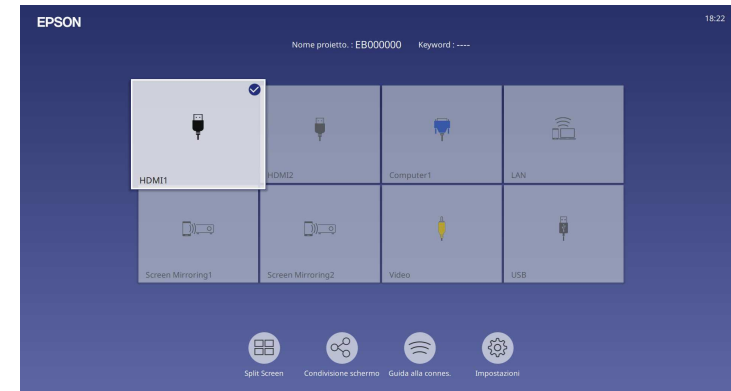 EPSON
18:22
Nome proietto. : EB000000 Keyword : ----
HDMI1
HDMI2
Computer1
LAN
Screen Mirroring1
Screen Mirroring2
Video
USB
Split Screen
Condivisione schermo
Guida alla connes.
Impostazioni